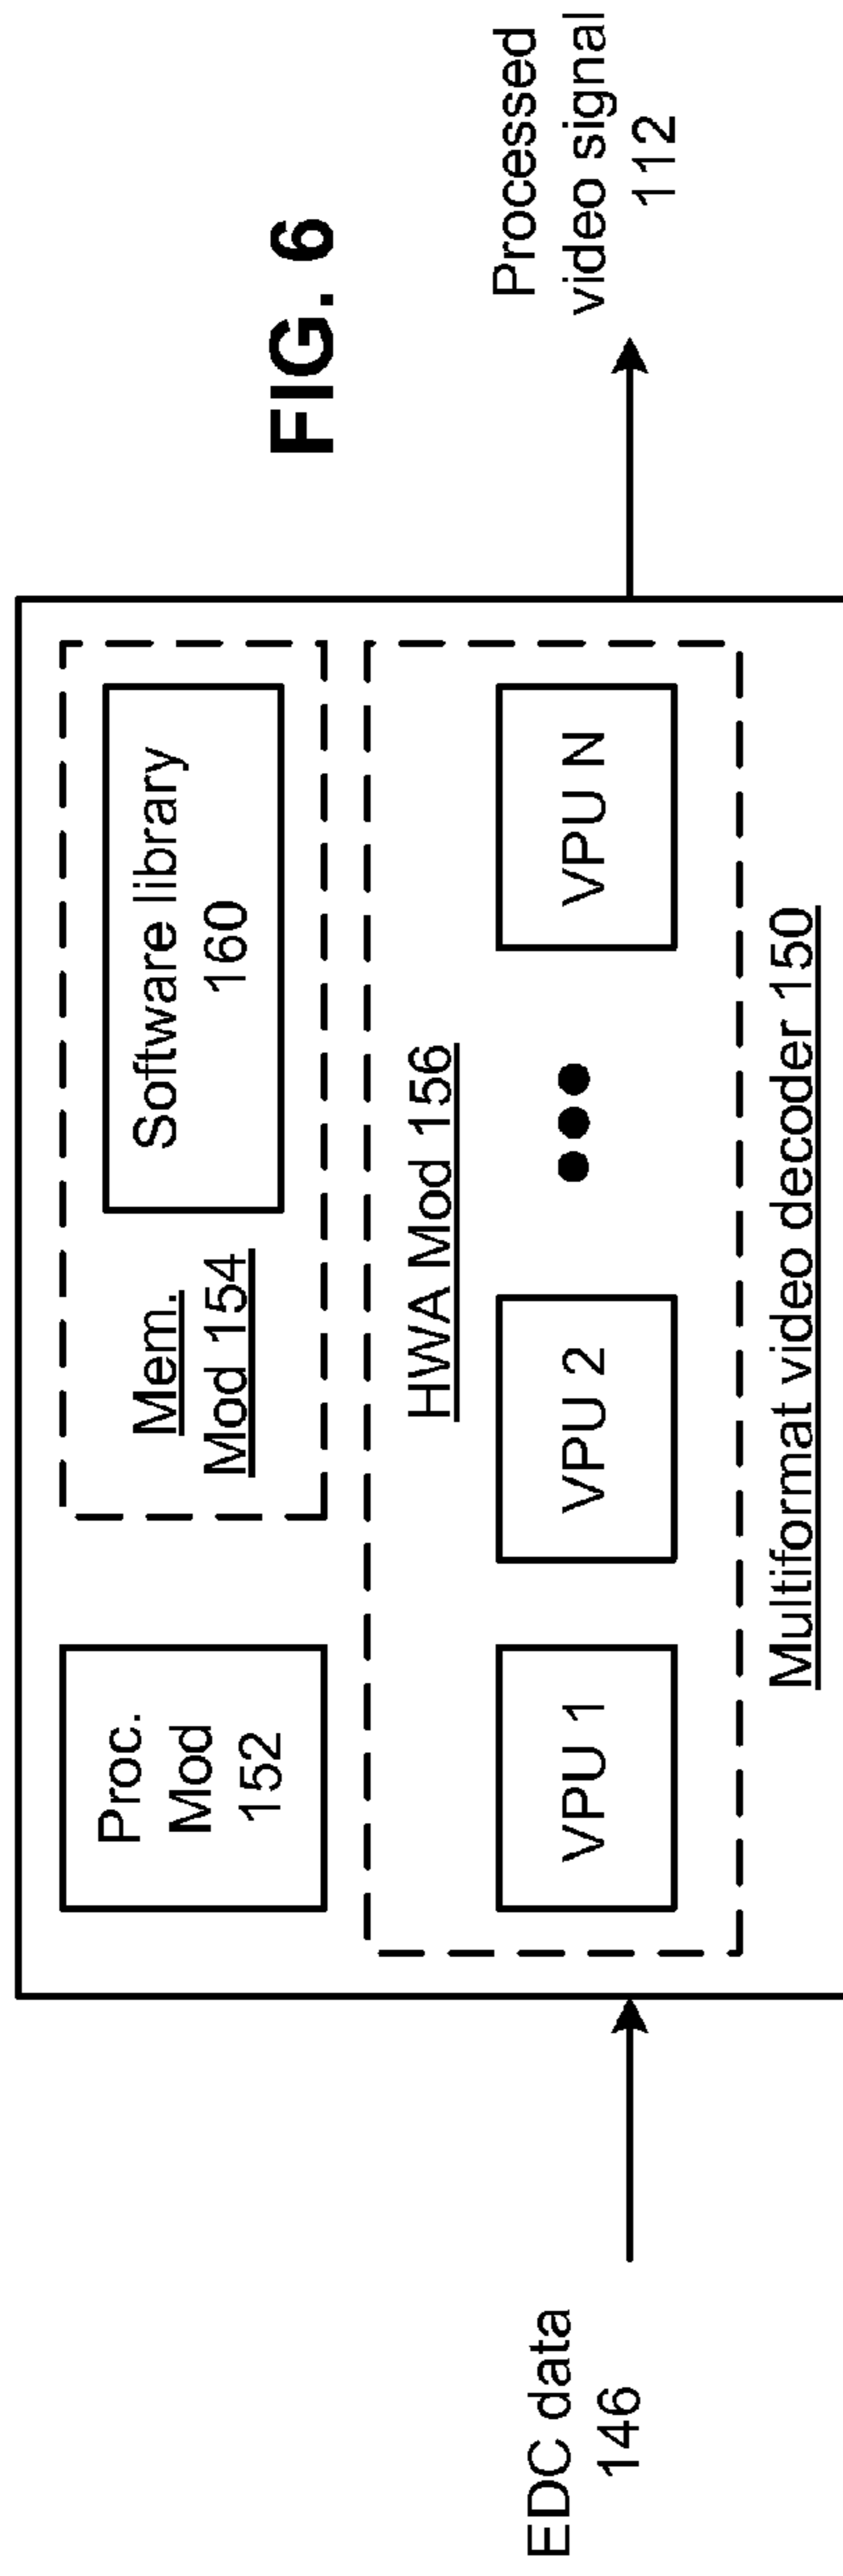 FIG. 6
EDC data
146
Proc.
Mod
152
Mem.
Mod 154
Software library
160
HWA Mod 156
VPU 1
VPU 2
VPU N
Multiformat video decoder 150
Processed
video signal
112